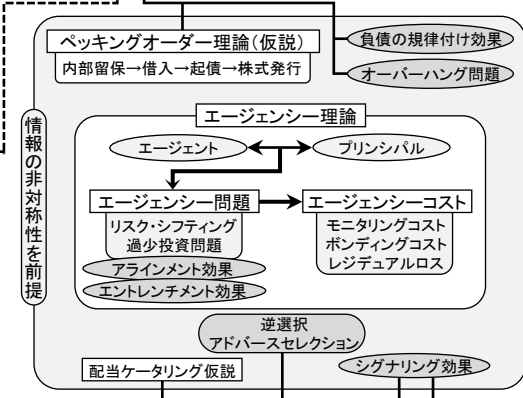 ペッキングオーダー理論（仮説）
内部留保→借入→起債→株式発行
負債の規律付け効果
オーバーハング問題
情報の非対称性を前提
エージェンシー理論
エージェント
プリンシパル
エージェンシー問題
リスク・シフティング
過少投資問題
アラインメント効果
エントレンチメント効果
エージェンシーコスト
モニタリングコスト
ボンディングコスト
レジデュアルロス
逆選択
アドバースセレクション
配当ケータリング仮説
シグナリング効果